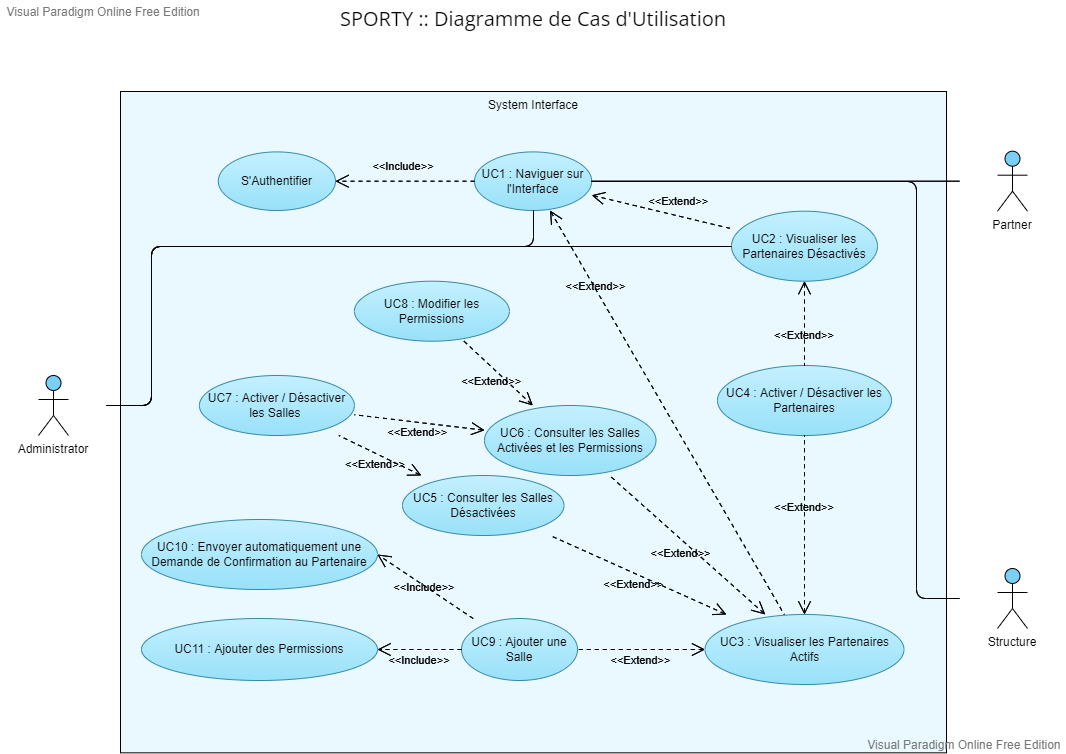 Visual Paradigm Online Free Edition
SPORTY :: Diagramme de Cas d'Utilisation
System Interface
<<Include>>
S'Authentifier
UC1 : Naviguer sur
l'Interface
<<Extend>>
Partner
UC2 : Visualiser les
Partenaires Désactivés
<<Extend>>
UC8 : Modifier les
Permissions
<<Extend>>
<<Extend>>
UC7 : Activer / Désactiver
les Salles
UC4 : Activer / Désactiver les
Partenaires
Administrator
<<Extend>>
UC6 : Consulter les Salles
Activées et les Permissions
<<Extend>>
UC5 : Consulter les Salles
Désactivées
<<Extend>>
UC10 : Envoyer automatiquement une
Demande de Confirmation au Partenaire
<<Extend>>
<<Include>>
<<Extend>>
UC11 : Ajouter des Permissions
<<Include>>
UC9 : Ajouter une
Salle
<<Extend>>
UC3 : Visualiser les Partenaires
Actifs
Structure
Visual Paradigm Online Free Edition